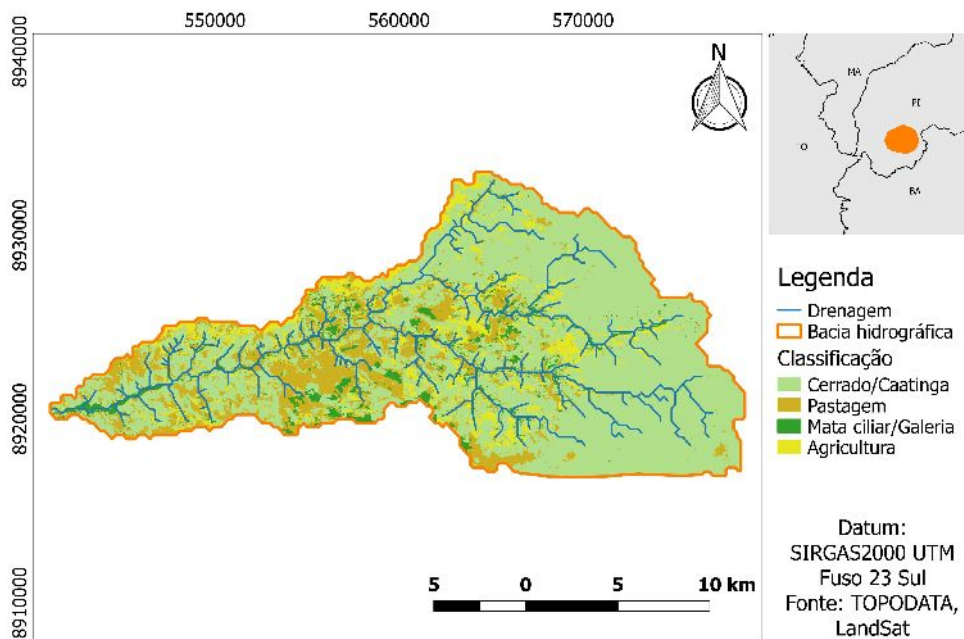 550000 560000 570000
8940000
8930000
8920000
8910000
N
MA
PI
O
BA
Legenda
Drenagem
Bacia hidrográfica
Classificação
Cerrado/Caatinga
Pastagem
Mata ciliar/Galeria
Agricultura
5 0 5 10 km
Datum:
SIRGAS2000 UTM
Fuso 23 Sul
Fonte: TOPODATA,
LandSat